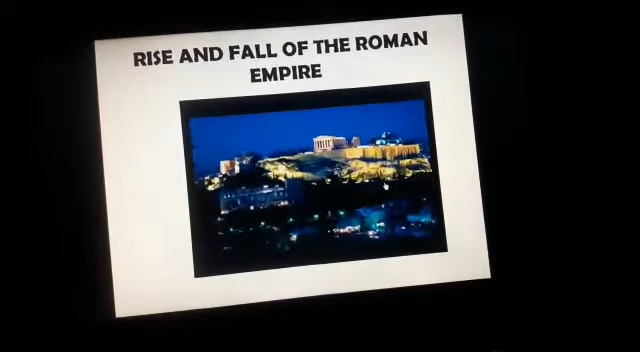 RISE AND FALL OF THE ROMAN
EMPIRE